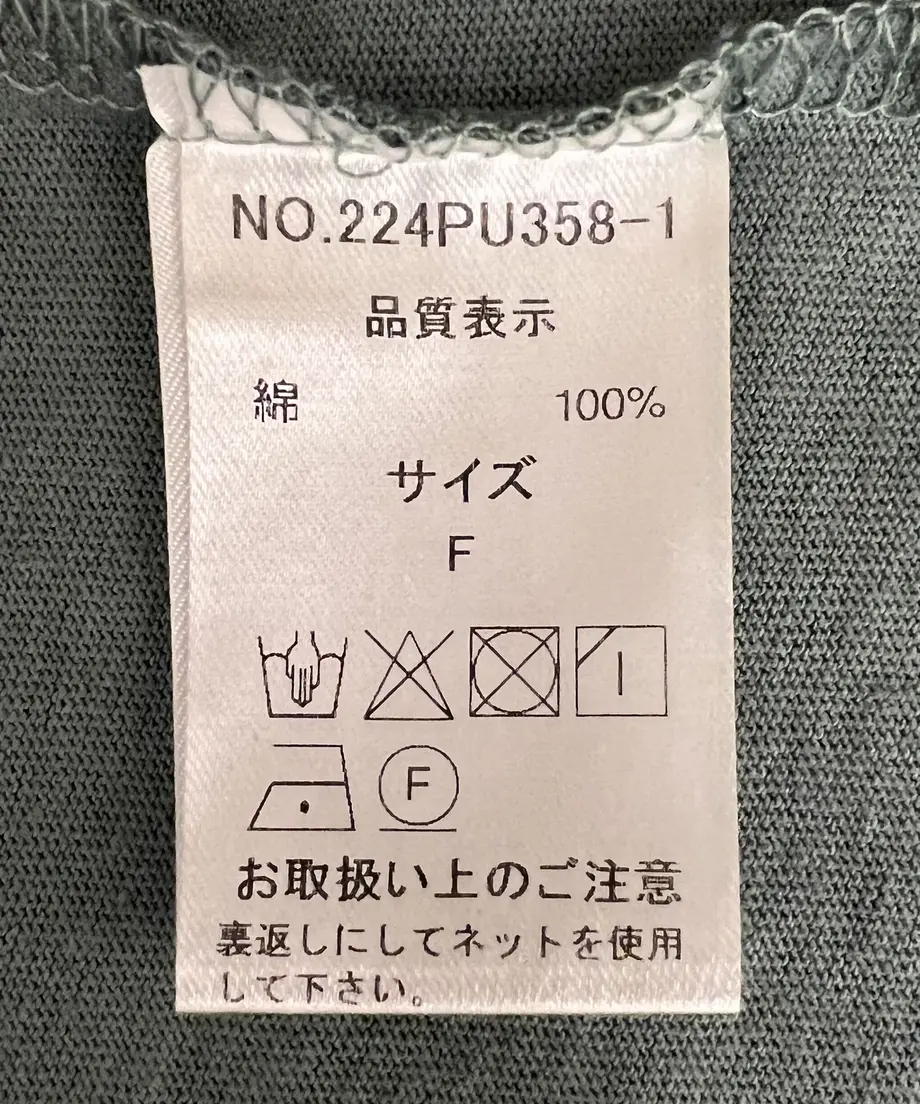 NO.224PU358-1
品質表示
綿 100%
サイズ
F
F
お取扱い上のご注意
裏返しにしてネットを使用
して下さい。